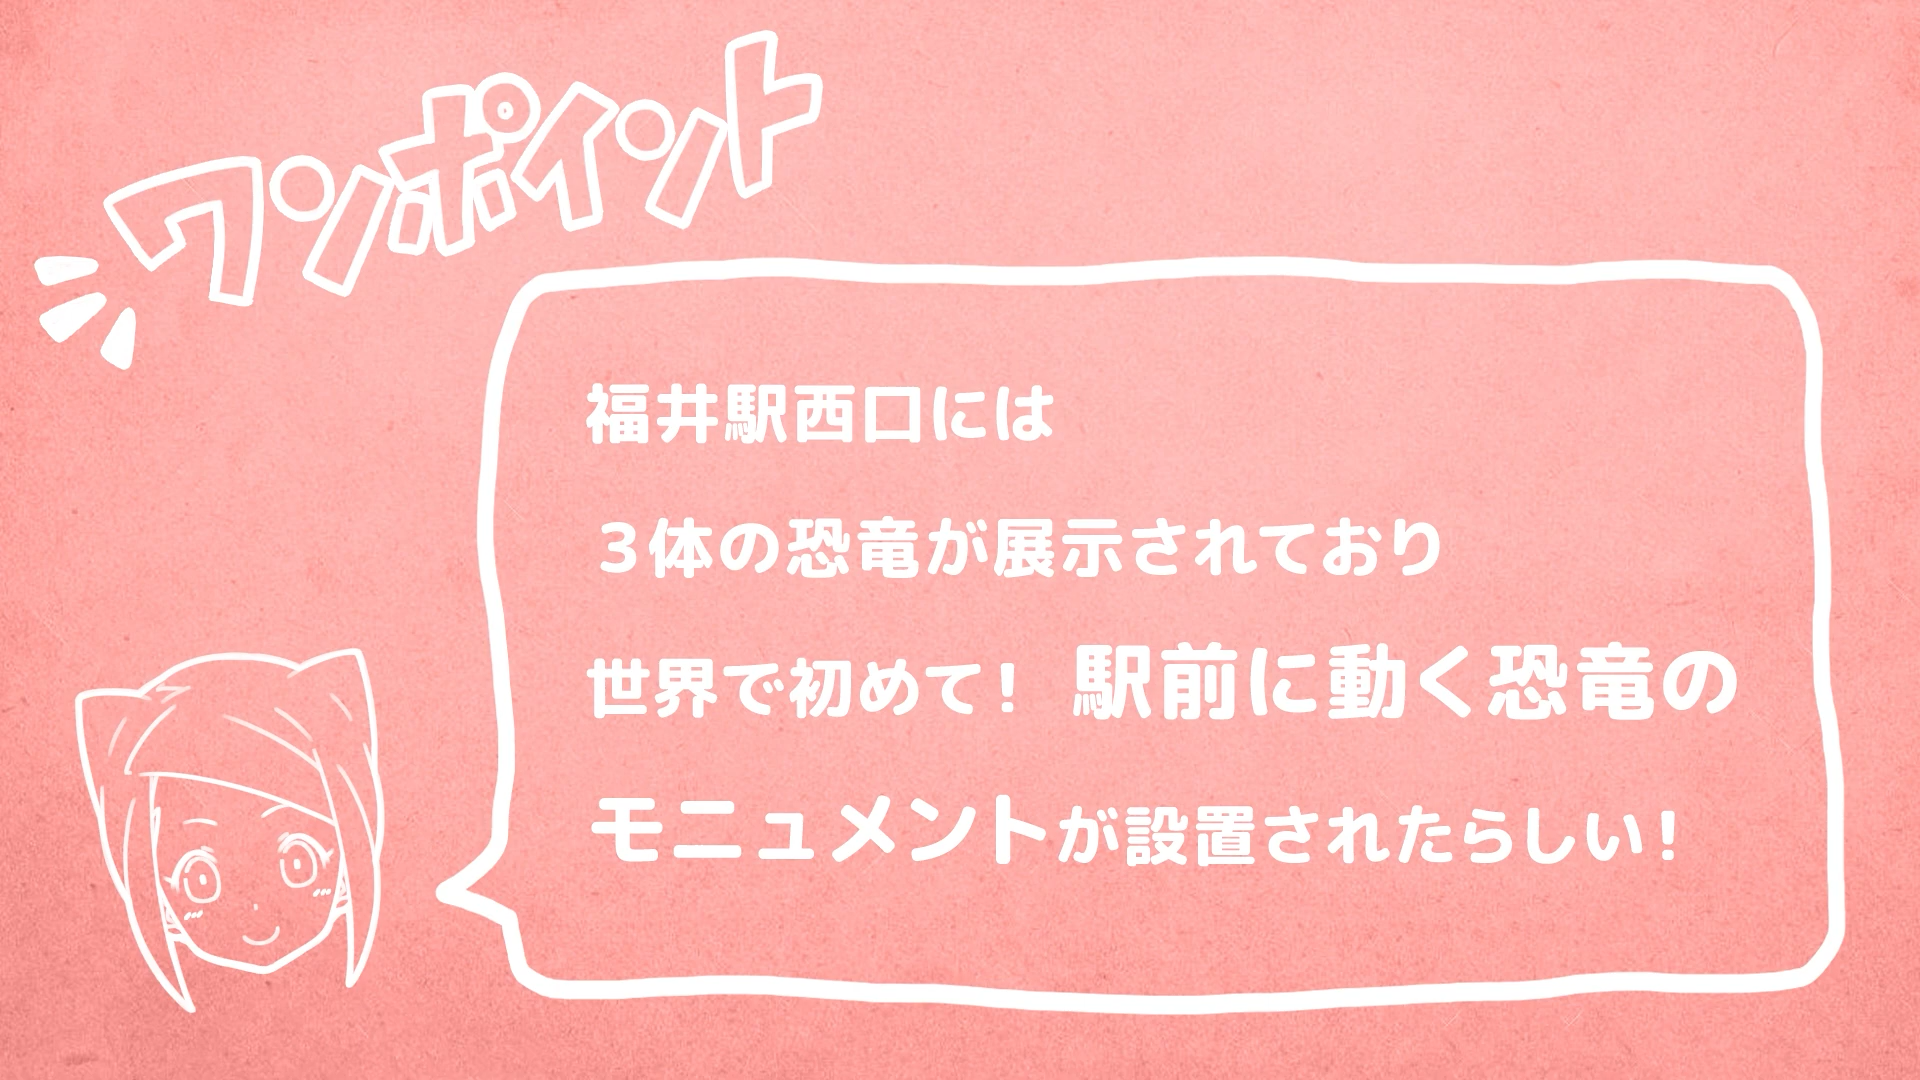 ワンポイント
福井駅西口には
３体の恐竜が展示されており
世界で初めて！ 駅前に動く恐竜の
モニュメントが設置されたらしい！